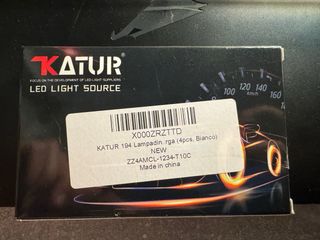 KATUR
FOCUS ON THE DEVELOPMENT OF LED LIGHT SUPPLIERS
LED LIGHT SOURCE
100
120
km/h
140
160
X000ZRZTTD
KATUR 194 Lampadin. rga (4pcs, Bianco)
NEW
ZZ4AMCL-1234-T10C
Made in china